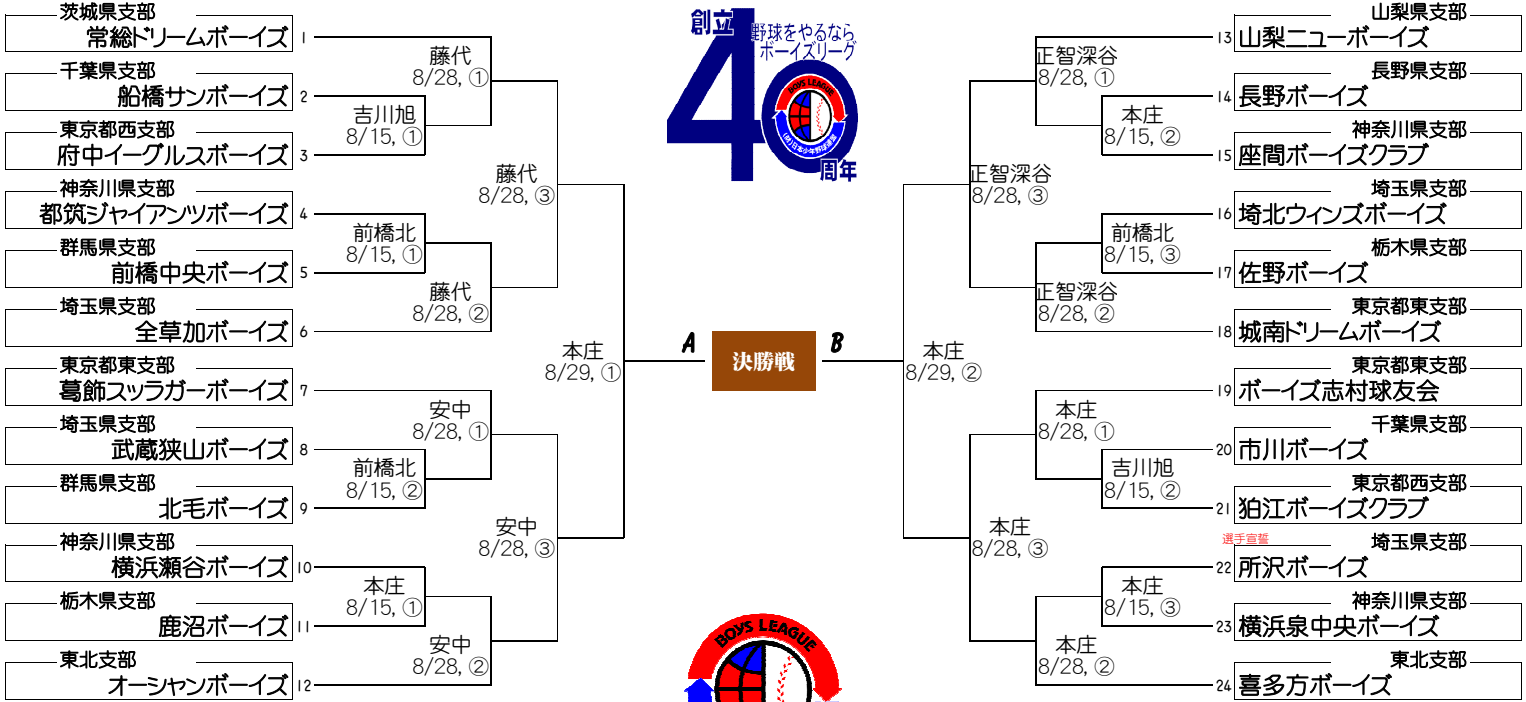 茨城県支部
常総ドリームボーイズ 1
千葉県支部
船橋サンボーイズ 2
東京都西支部
府中イーグルスボーイズ 3
神奈川県支部
都筑ジャイアンツボーイズ 4
群馬県支部
前橋中央ボーイズ 5
埼玉県支部
全草加ボーイズ 6
東京都東支部
葛飾スッラガーボーイズ 7
埼玉県支部
武蔵狭山ボーイズ 8
群馬県支部
北毛ボーイズ 9
神奈川県支部
横浜瀬谷ボーイズ 10
栃木県支部
鹿沼ボーイズ 11
東北支部
オーシャンボーイズ 12
吉川旭
8/15, ①
前橋北
8/15, ①
前橋北
8/15, ②
本庄
8/15, ①
藤代
8/28, ①
藤代
8/28, ②
安中
8/28, ①
安中
8/28, ②
藤代
8/28, ③
安中
8/28, ③
本庄
8/29, ①
創立
40
野球をやるなら
ボーイズリーグ
BOYS LEAGUE
(財)日本少年野球連盟
周年
A
決勝戦
B
BOYS LEAGUE
本庄
8/29, ②
正智深谷
8/28, ③
本庄
8/28, ③
正智深谷
8/28, ①
正智深谷
8/28, ②
本庄
8/28, ①
本庄
8/28, ②
本庄
8/15, ②
前橋北
8/15, ③
吉川旭
8/15, ②
本庄
8/15, ③
山梨県支部
13 山梨ニューボーイズ
長野県支部
14 長野ボーイズ
神奈川県支部
15 座間ボーイズクラブ
埼玉県支部
16 埼北ウィンズボーイズ
栃木県支部
17 佐野ボーイズ
東京都東支部
18 城南ドリームボーイズ
東京都東支部
19 ボーイズ志村球友会
千葉県支部
20 市川ボーイズ
東京都西支部
21 狛江ボーイズクラブ
選手宣誓
埼玉県支部
22 所沢ボーイズ
神奈川県支部
23 横浜泉中央ボーイズ
東北支部
24 喜多方ボーイズ